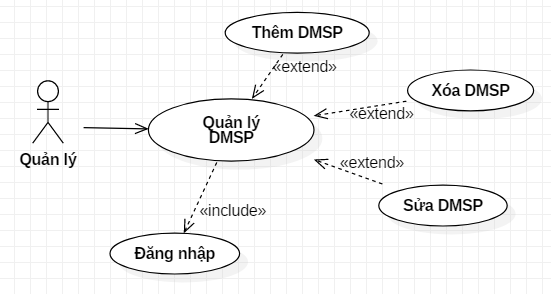 Thêm DMSP
«extend»
Xóa DMSP
«extend»
Quản lý
DMSP
Quản lý
«extend»
Sửa DMSP
«include»
Đăng nhập